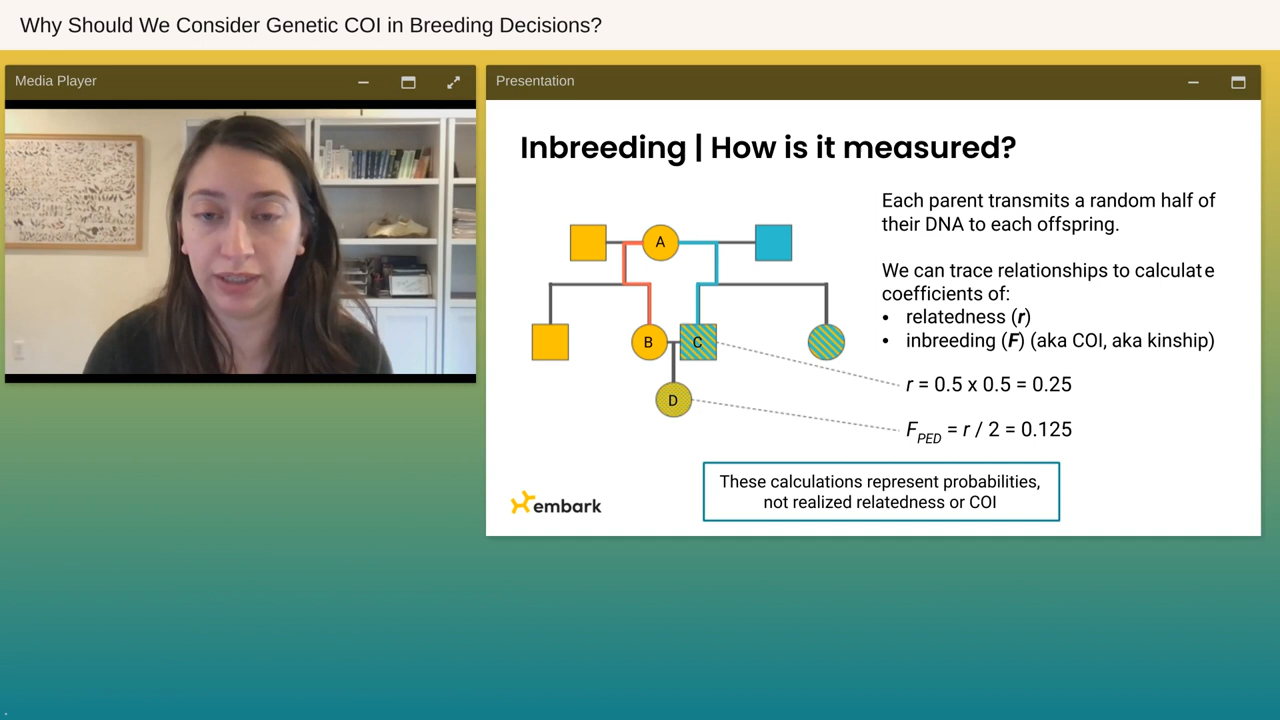 Why Should We Consider Genetic COI in Breeding Decisions?
Media Player
Presentation
Inbreeding | How is it measured?
Each parent transmits a random half of
their DNA to each offspring.
We can trace relationships to calculate
coefficients of:
• relatedness (r)
• inbreeding (F) (aka COI, aka kinship)
r = 0.5 x 0.5 = 0.25
FPED = r / 2 = 0.125
A
B
C
D
These calculations represent probabilities,
not realized relatedness or COI
embark